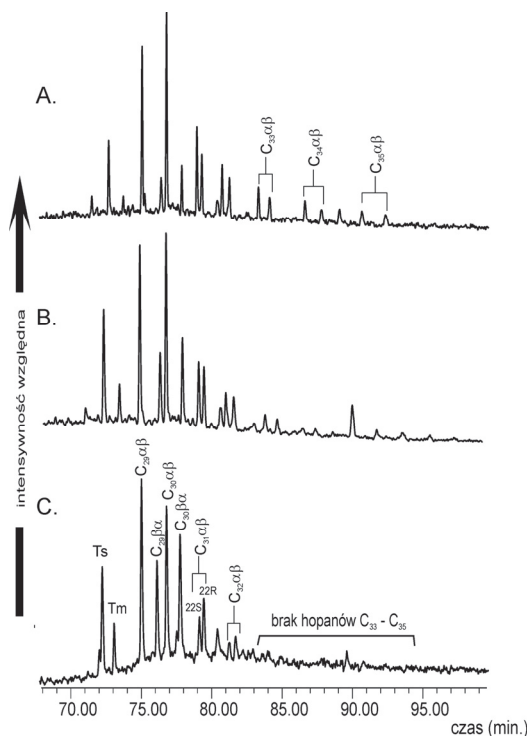 A.
C₃₃αβ
C₃₄αβ
C₃₅αβ
intensywność względna
B.
C.
Ts
Tm
C₂₉αβ
C₂₉βα
C₃₀αβ
C₃₀βα
C₃₁αβ
22S
22R
C₃₂αβ
brak hopanów C₃₃ - C₃₅
70.00 75.00 80.00 85.00 90.00 95.00
czas (min.)